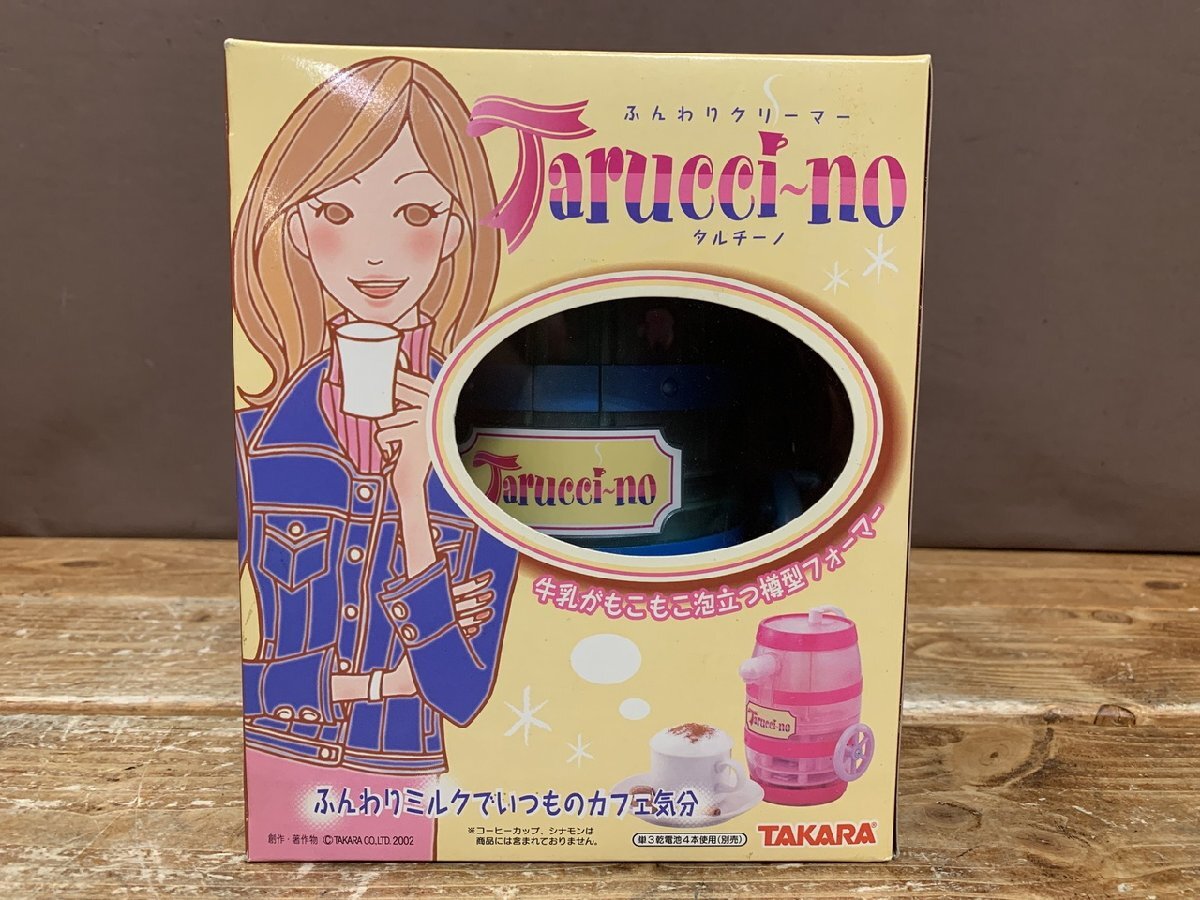 ふんわりクリーマー
Tarucci~no
タルチーノ
Tarucci~no
牛乳がもこもこ泡立つ樽型フォーマー
Tarucci-no
ふんわりミルクでいつものカフェ気分
創作・著作物 ©TAKARA CO.,LTD. 2002
※コーヒーカップ、シナモンは
商品には含まれておりません。
単3乾電池4本使用(別売)
TAKARA®